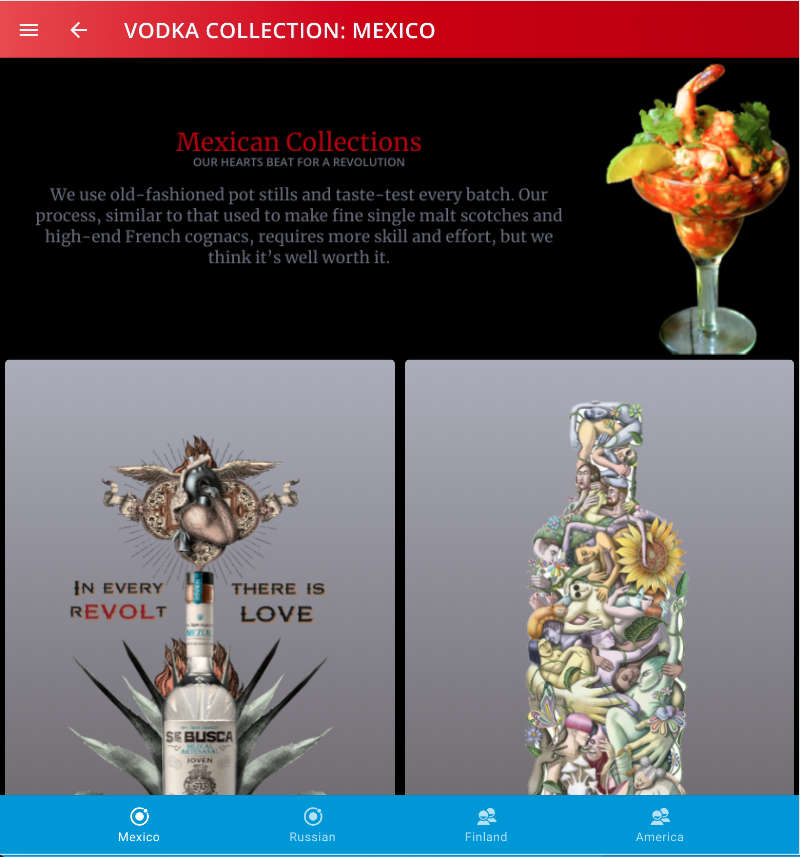 VODKA COLLECTION: MEXICO
Mexican Collections
OUR HEARTS BEAT FOR A REVOLUTION
We use old-fashioned pot stills and taste-test every batch. Our
process, similar to that used to make fine single malt scotches and
high-end French cognacs, requires more skill and effort, but we
think it's well worth it.
IN EVERY
REVOLT
THERE IS
LOVE
MEZCAL
SE BUSCA
MEZCAL
ARTESANAL
JOVEN
Mexico
Russian
Finland
America